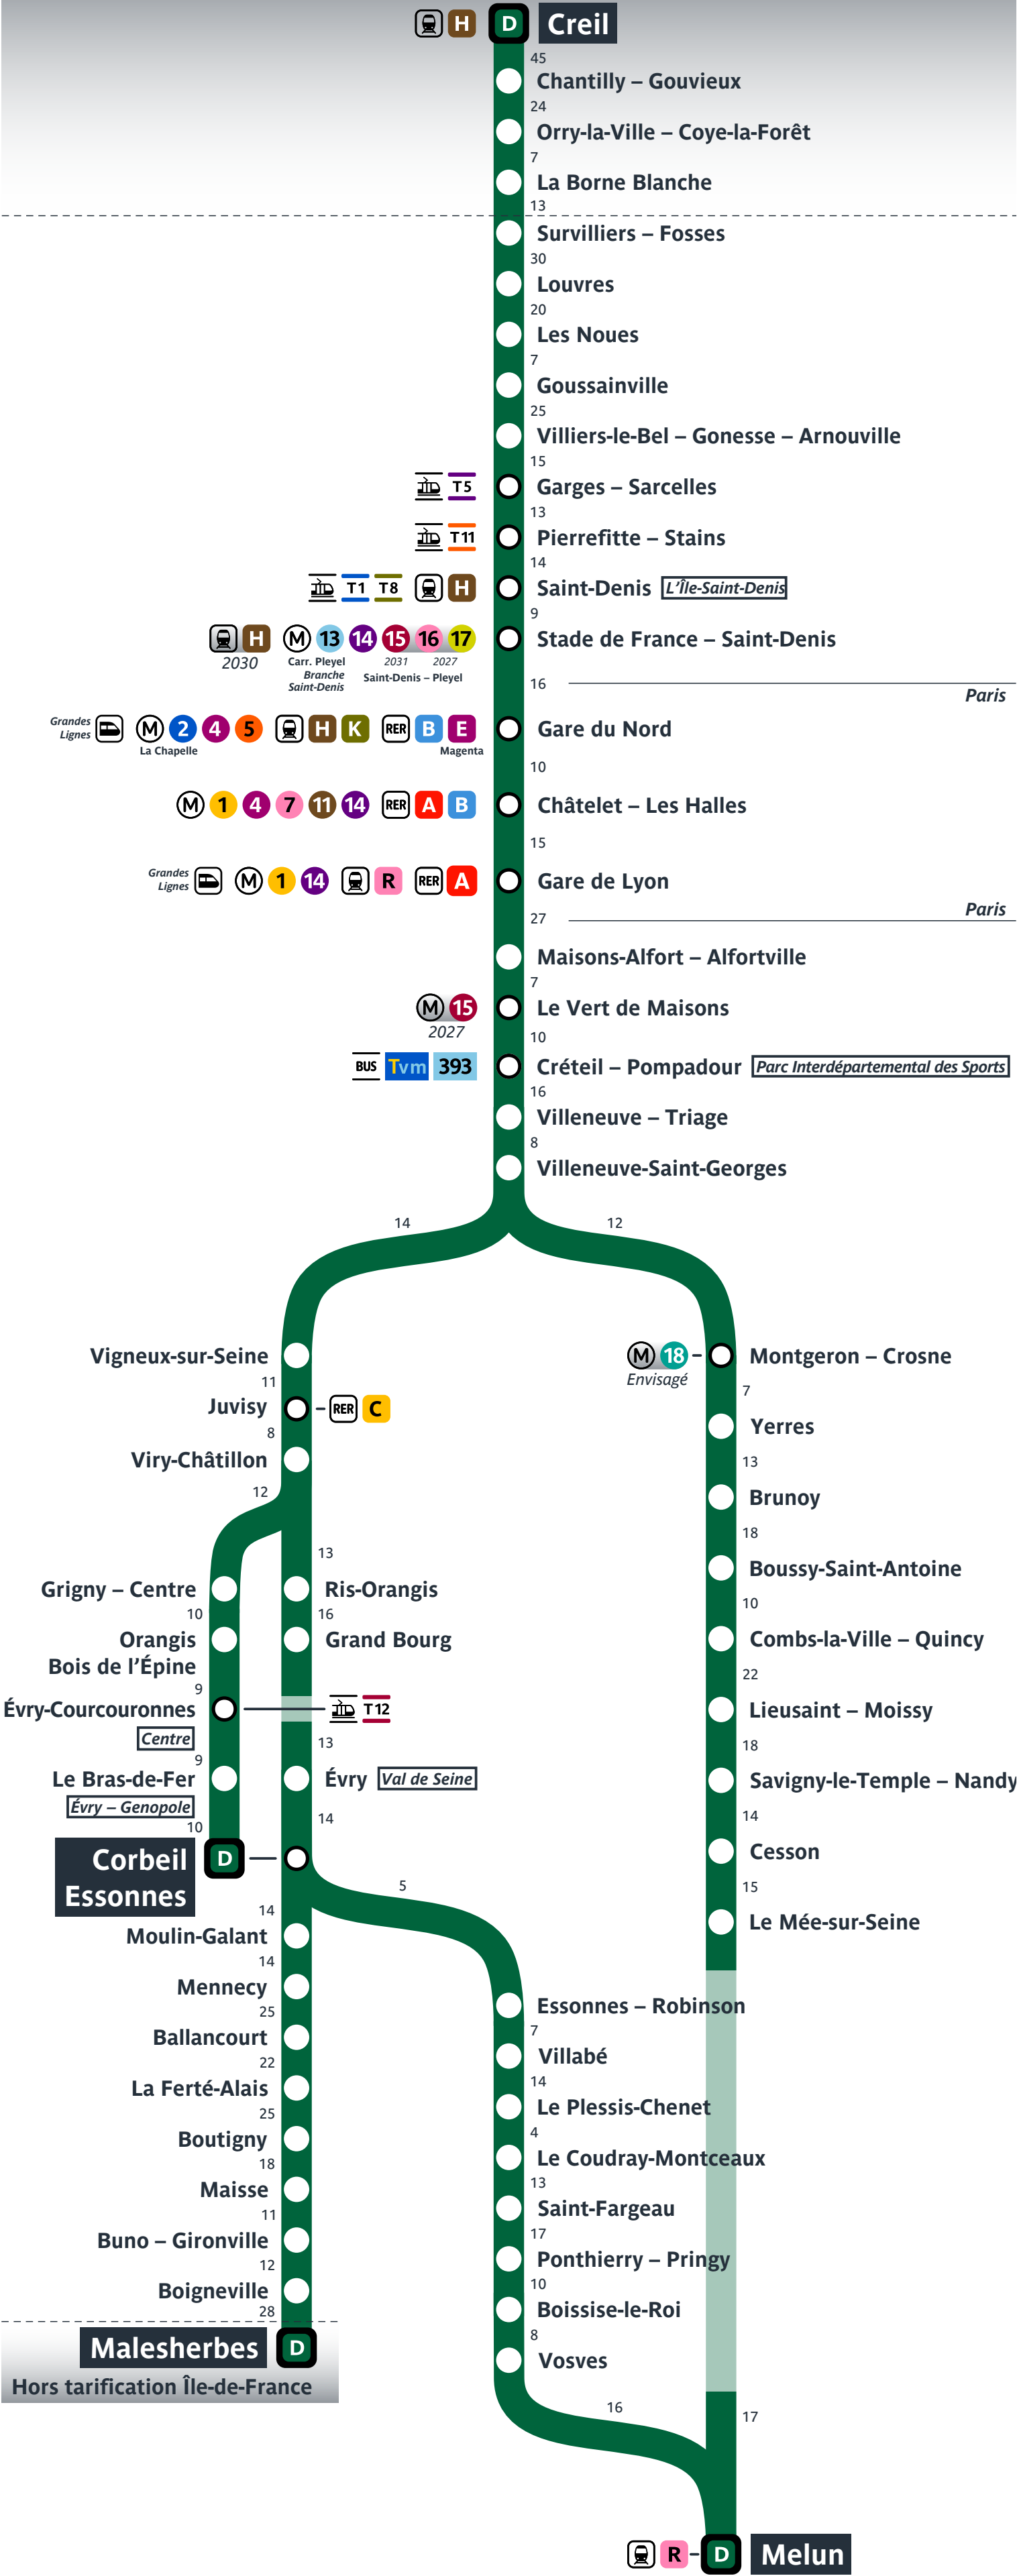 H D Creil
45
Chantilly – Gouvieux
24
Orry-la-Ville – Coye-la-Forêt
7
La Borne Blanche
13
Survilliers – Fosses
30
Louvres
20
Les Noues
7
Goussainville
25
Villiers-le-Bel – Gonesse – Arnouville
15
T5 Garges – Sarcelles
13
T11 Pierrefitte – Stains
14
T1 T8 H Saint-Denis L’Île-Saint-Denis
9
H M 13 14 15 16 17 Stade de France – Saint-Denis
2030 Carr. Pleyel 2031 2027
Branche Saint-Denis – Pleyel
Saint-Denis
16
Paris
Grandes
Lignes M 2 4 5 H K RER B E Gare du Nord
La Chapelle Magenta
10
M 1 4 7 11 14 RER A B Châtelet – Les Halles
15
Grandes
Lignes M 1 14 R RER A Gare de Lyon
Paris
27
Maisons-Alfort – Alfortville
7
M 15 Le Vert de Maisons
2027
10
BUS Tvm 393 Créteil – Pompadour Parc Interdépartemental des Sports
16
Villeneuve – Triage
8
Villeneuve-Saint-Georges
14 12
Vigneux-sur-Seine
11
Juvisy RER C
8
Viry-Châtillon
12
13
Grigny – Centre
10
Orangis
Bois de l’Épine
9
Évry-Courcouronnes T12
Centre
9
Le Bras-de-Fer
Évry – Genopole
10
Ris-Orangis
16
Grand Bourg
13
Évry Val de Seine
14
Corbeil D
Essonnes
14
Moulin-Galant
14
Mennecy
25
Ballancourt
22
La Ferté-Alais
25
Boutigny
18
Maisse
11
Buno – Gironville
12
Boigneville
28
Malesherbes D
Hors tarification Île-de-France
5
Essonnes – Robinson
7
Villabé
14
Le Plessis-Chenet
4
Le Coudray-Montceaux
13
Saint-Fargeau
17
Ponthierry – Pringy
10
Boissise-le-Roi
8
Vosves
16
M 18 Montgeron – Crosne
Envisagé
7
Yerres
13
Brunoy
18
Boussy-Saint-Antoine
10
Combs-la-Ville – Quincy
22
Lieusaint – Moissy
18
Savigny-le-Temple – Nandy
14
Cesson
15
Le Mée-sur-Seine
17
R D Melun